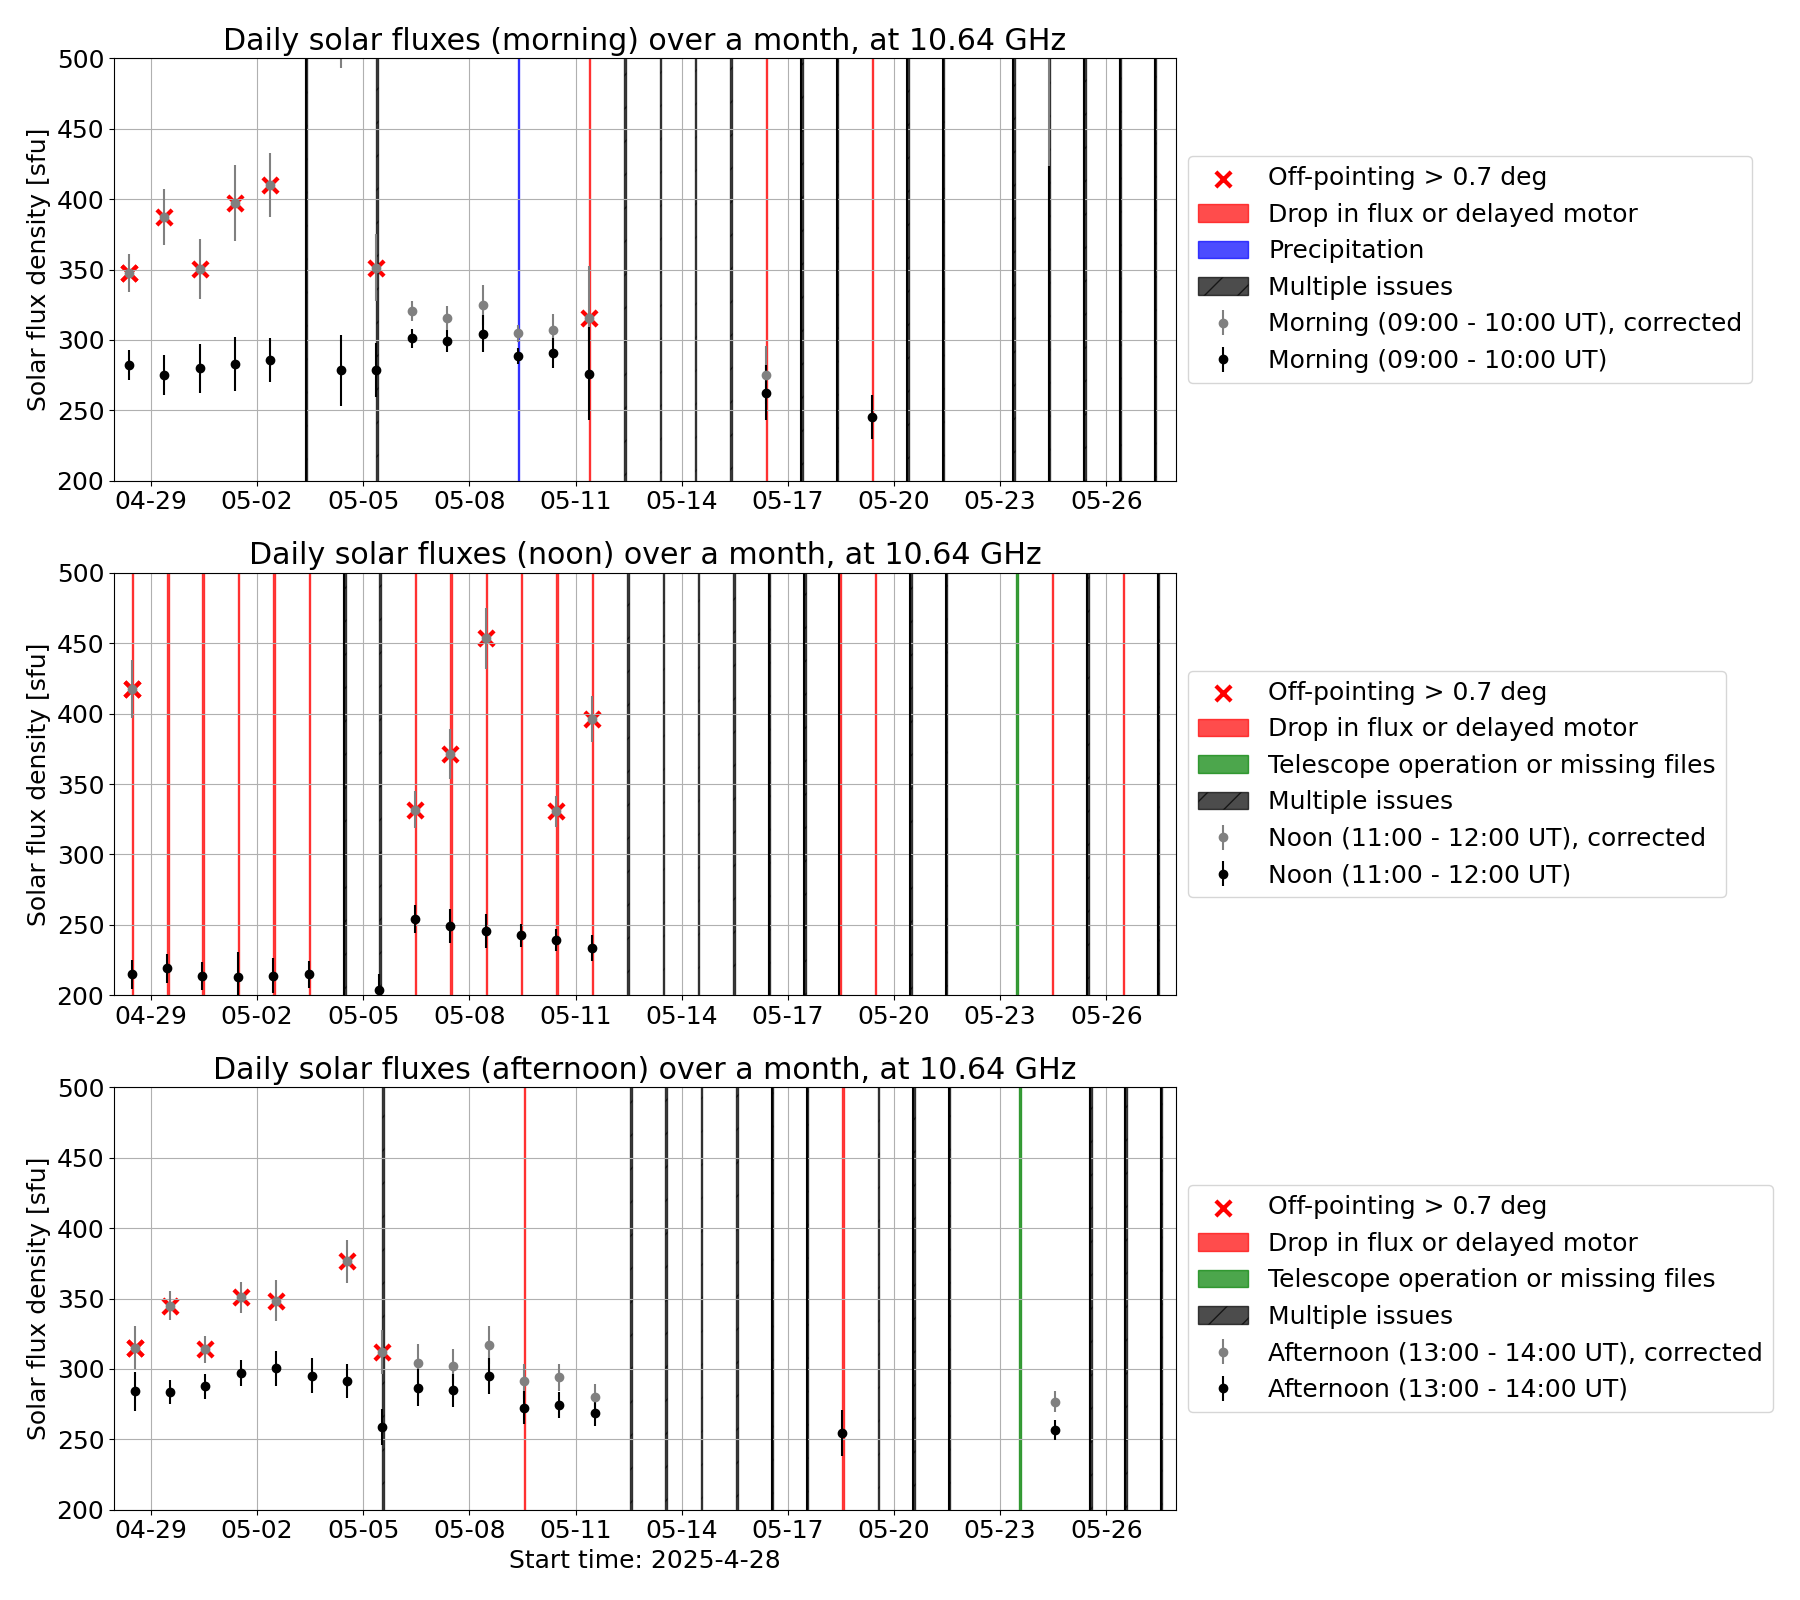 Daily solar fluxes (morning) over a month, at 10.64 GHz
Solar flux density [sfu]
500
450
400
350
300
250
200
04-29 05-02 05-05 05-08 05-11 05-14 05-17 05-20 05-23 05-26
Off-pointing > 0.7 deg
Drop in flux or delayed motor
Precipitation
Multiple issues
Morning (09:00 - 10:00 UT), corrected
Morning (09:00 - 10:00 UT)
Daily solar fluxes (noon) over a month, at 10.64 GHz
Solar flux density [sfu]
500
450
400
350
300
250
200
04-29 05-02 05-05 05-08 05-11 05-14 05-17 05-20 05-23 05-26
Off-pointing > 0.7 deg
Drop in flux or delayed motor
Telescope operation or missing files
Multiple issues
Noon (11:00 - 12:00 UT), corrected
Noon (11:00 - 12:00 UT)
Daily solar fluxes (afternoon) over a month, at 10.64 GHz
Solar flux density [sfu]
500
450
400
350
300
250
200
04-29 05-02 05-05 05-08 05-11 05-14 05-17 05-20 05-23 05-26
Start time: 2025-4-28
Off-pointing > 0.7 deg
Drop in flux or delayed motor
Telescope operation or missing files
Multiple issues
Afternoon (13:00 - 14:00 UT), corrected
Afternoon (13:00 - 14:00 UT)